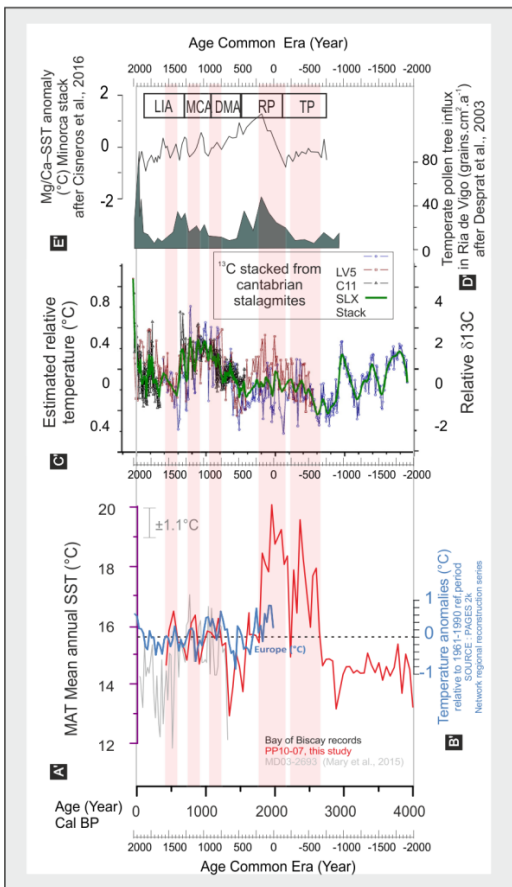 Age Common Era (Year)
2000 1500 1000 500 0 -500 -1000 -1500 -2000
LIA MCA DMA RP TP
2
0
-2
Mg/Ca–SST anomaly
(°C) Minorca stack
after Cisneros et al., 2016
E'
80
40
0
Temperate pollen tree influx
in Ria de Vigo (grains.cm².a⁻¹)
after Desprat et al., 2003
D'
¹³C stacked from
cantabrian
stalagmites
LV5
C11
SLX
Stack
0.8
0.4
0
0.4
Estimated relative
temperature (°C)
C'
4
2
0
-2
Relative δ13C
2000 1500 1000 500 0 -500 -1000 -1500 -2000
20
18
16
14
12
±1.1°C
MAT Mean annual SST (°C)
A'
1
0
-1
Temperature anomalies (°C)
relative to 1961-1990 ref.period
SOURCE : PAGES 2k
Network regional reconstruction series
B'
Europe (°C)
Bay of Biscay records
PP10-07, this study
MD03-2693 (Mary et al., 2015)
Age (Year)
Cal BP
0 1000 2000 3000 4000
2000 1500 1000 500 0 -500 -1000 -1500 -2000
Age Common Era (Year)